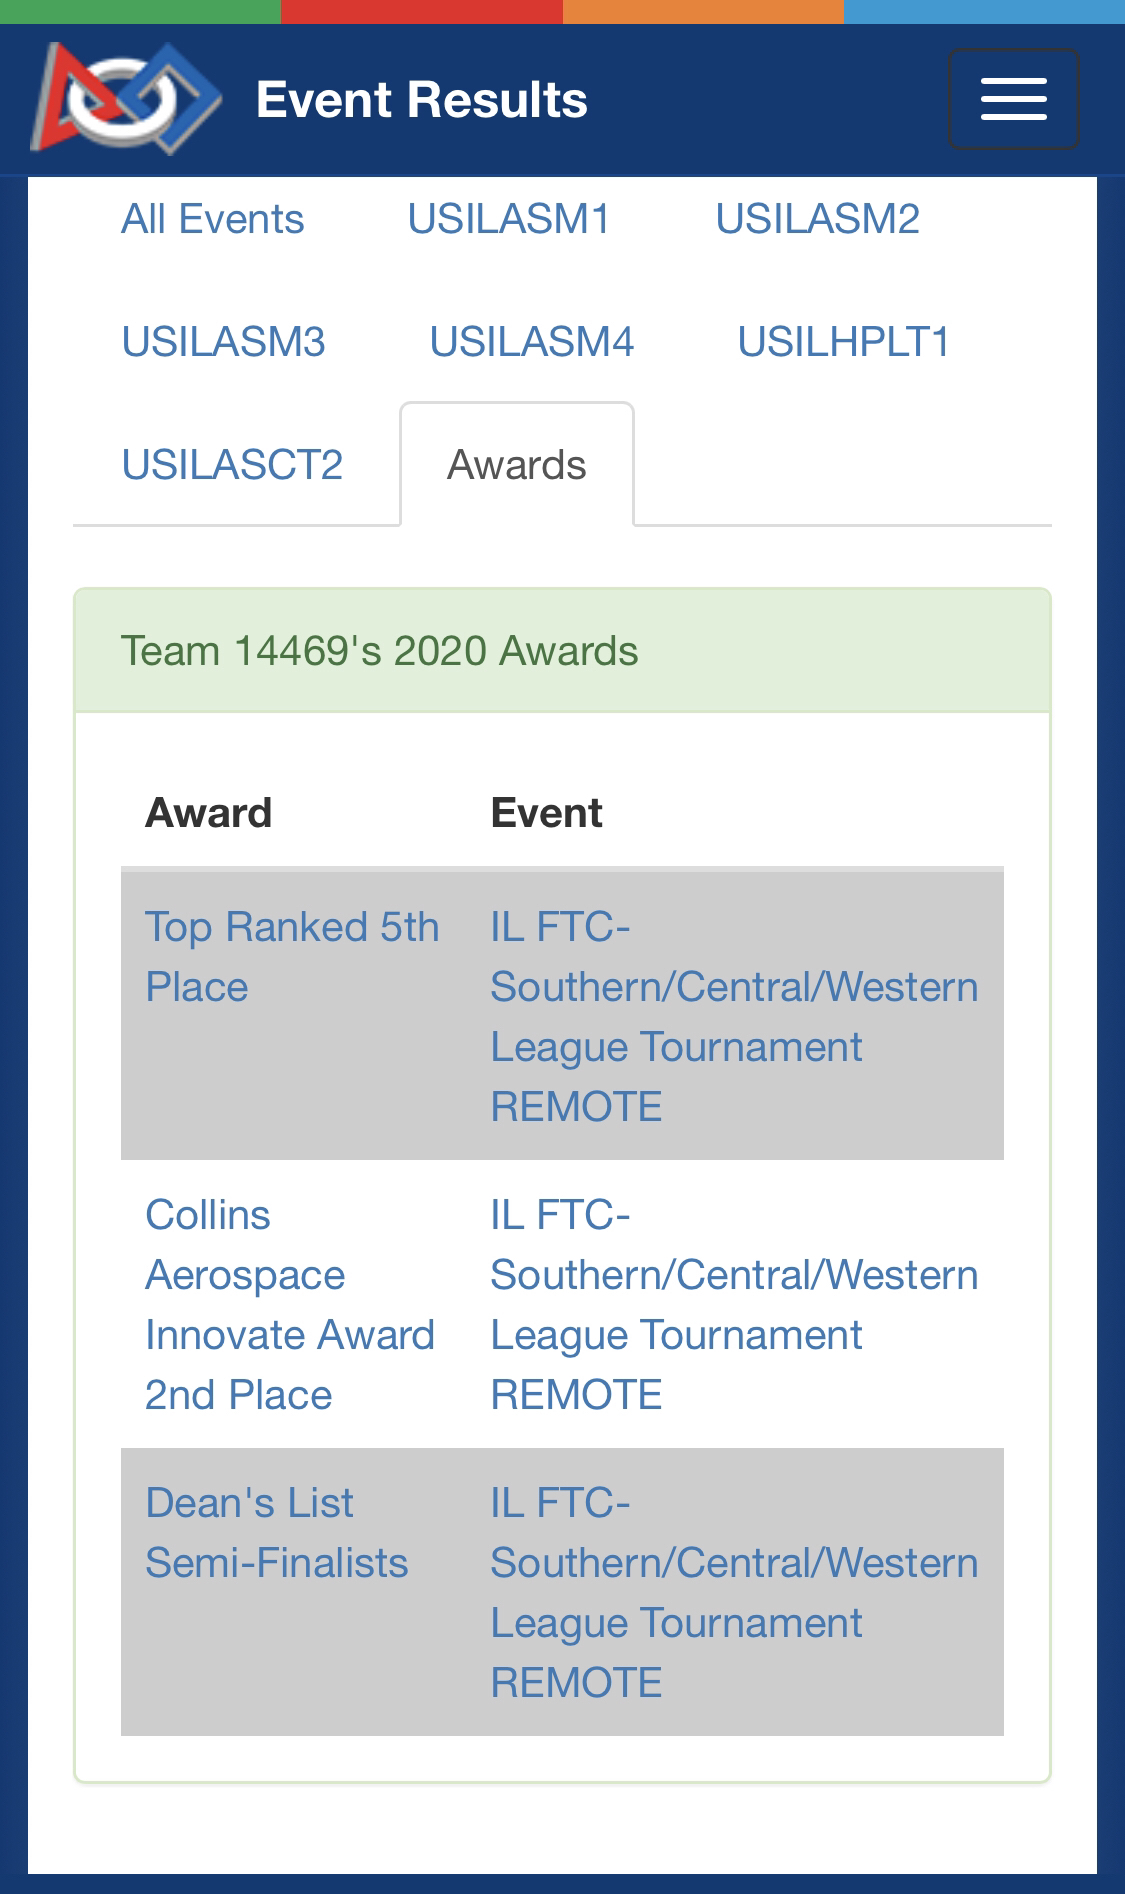 Event Results
All Events USILASM1 USILASM2
USILASM3 USILASM4 USILHPLT1
USILASCT2 Awards
Team 14469's 2020 Awards
Award Event
Top Ranked 5th IL FTC-
Place Southern/Central/Western
League Tournament
REMOTE
Collins IL FTC-
Aerospace Southern/Central/Western
Innovate Award League Tournament
2nd Place REMOTE
Dean's List IL FTC-
Semi-Finalists Southern/Central/Western
League Tournament
REMOTE